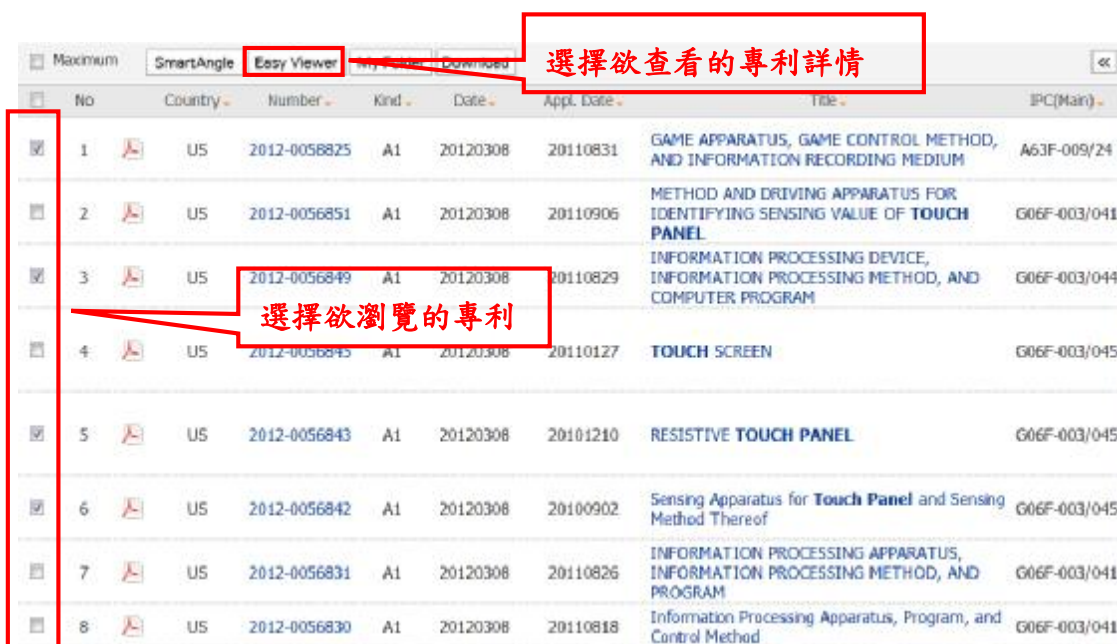 選擇欲查看的專利詳情
Maximum SmartAngle Easy Viewer My Folder Download «
No Country Number Kind Date Appl. Date Title IPC(Main)
1 US 2012-0058825 A1 20120308 20110831 GAME APPARATUS, GAME CONTROL METHOD, A63F-009/24
AND INFORMATION RECORDING MEDIUM
METHOD AND DRIVING APPARATUS FOR
2 US 2012-0056851 A1 20120308 20110906 IDENTIFYING SENSING VALUE OF TOUCH G06F-003/041
PANEL
INFORMATION PROCESSING DEVICE,
3 US 2012-0056849 A1 20120308 20110829 INFORMATION PROCESSING METHOD, AND G06F-003/044
COMPUTER PROGRAM
選擇欲瀏覽的專利
4 US 2012-0056845 A1 20120308 20110127 TOUCH SCREEN G06F-003/045
5 US 2012-0056843 A1 20120308 20101210 RESISTIVE TOUCH PANEL G06F-003/045
6 US 2012-0056842 A1 20120308 20100902 Sensing Apparatus for Touch Panel and Sensing G06F-003/045
Method Thereof
INFORMATION PROCESSING APPARATUS,
7 US 2012-0056831 A1 20120308 20110826 INFORMATION PROCESSING METHOD, AND G06F-003/041
PROGRAM
8 US 2012-0056830 A1 20120308 20110818 Information Processing Apparatus, Program, and G06F-003/041
Control Method